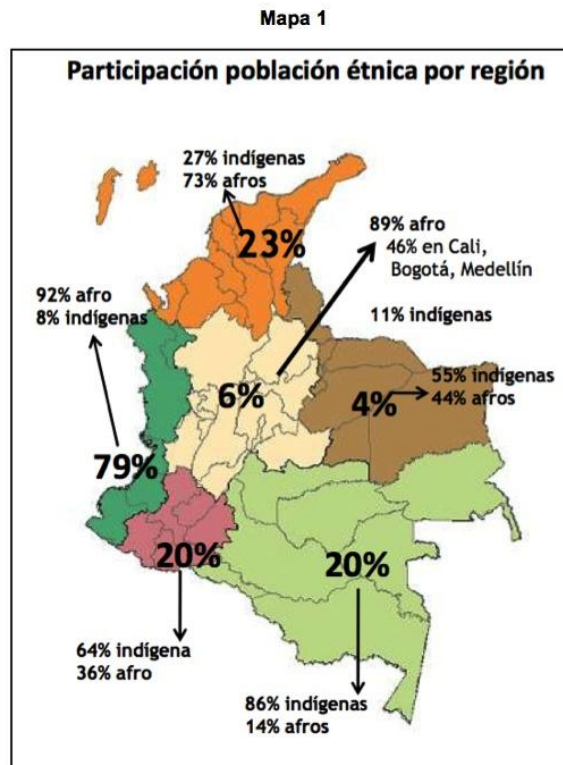 Mapa 1
Participación población étnica por región
27% indígenas
73% afros
23%
89% afro
46% en Cali,
Bogotá, Medellín
92% afro
8% indígenas
11% indígenas
6%
55% indígenas
4%
44% afros
79%
20%
20%
64% indígena
36% afro
86% indígenas
14% afros